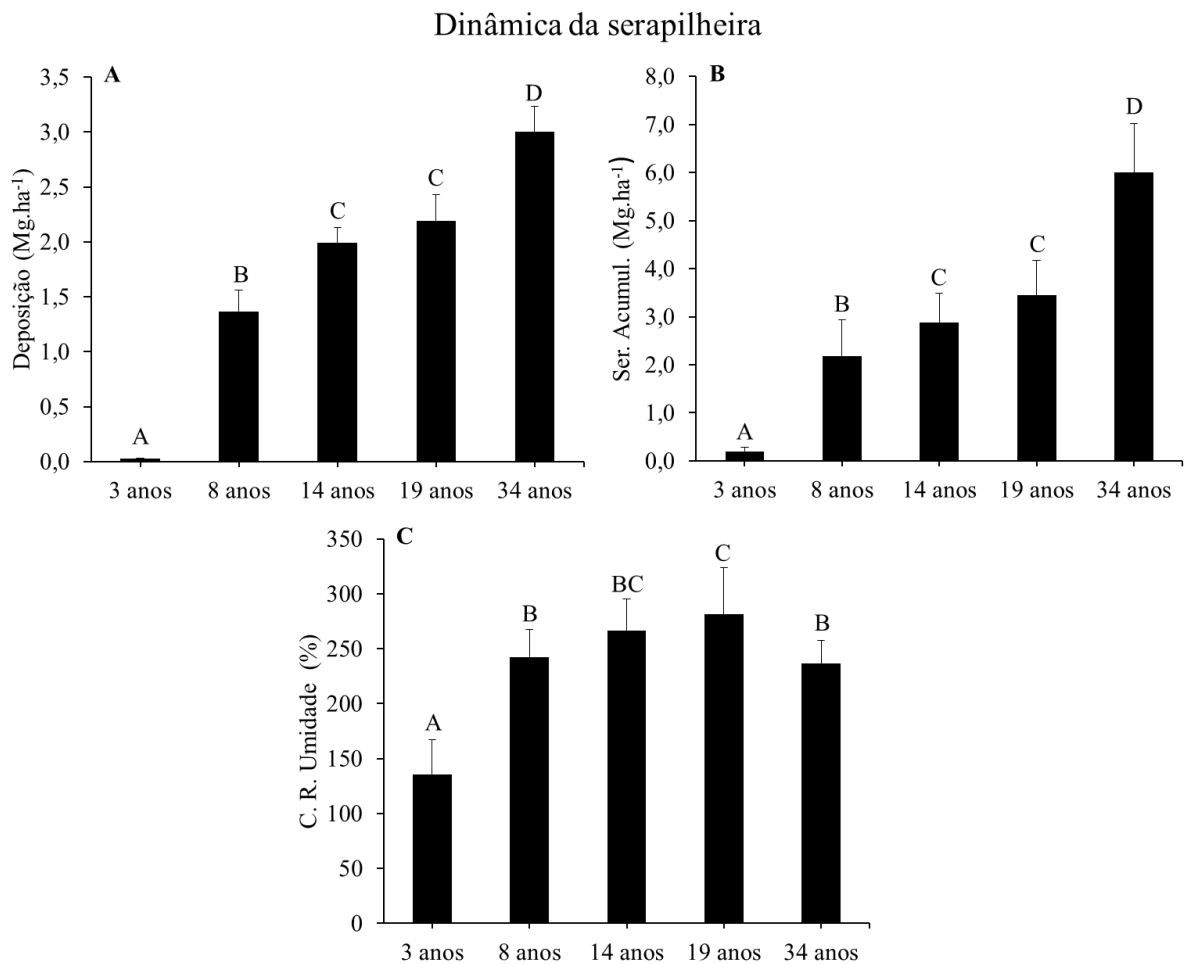 Dinâmica da serapilheira
A
Deposição (Mg.ha⁻¹)
3,5
3,0
2,5
2,0
1,5
1,0
0,5
0,0
A
B
C
C
D
3 anos
8 anos
14 anos
19 anos
34 anos
B
Ser. Acumul. (Mg.ha⁻¹)
8,0
7,0
6,0
5,0
4,0
3,0
2,0
1,0
0,0
A
B
C
C
D
3 anos
8 anos
14 anos
19 anos
34 anos
C
C. R. Umidade (%)
350
300
250
200
150
100
50
0
A
B
BC
C
B
3 anos
8 anos
14 anos
19 anos
34 anos